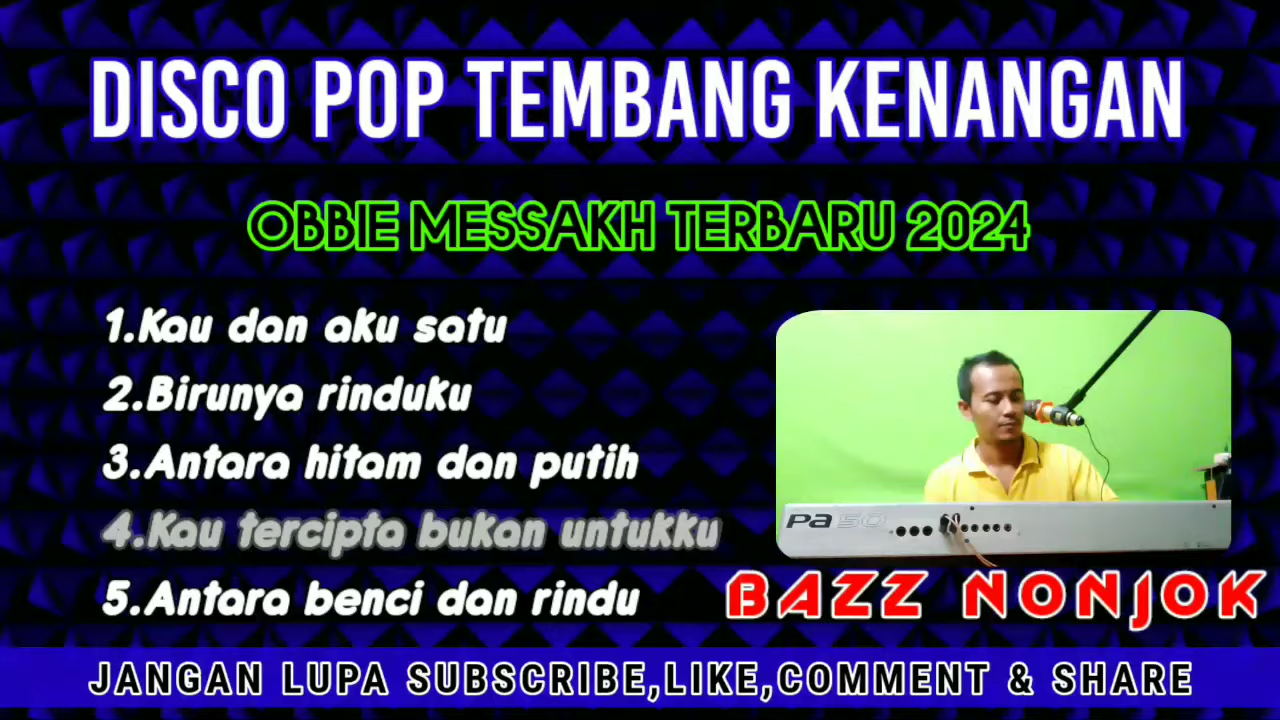 DISCO POP TEMBANG KENANGAN
OBBIE MESSAKH TERBARU 2024
1.Kau dan aku satu
2.Birunya rinduku
3.Antara hitam dan putih
4.Kau tercipta bukan untukku
5.Antara benci dan rindu
Pa 50
BAZZ NONJOK
JANGAN LUPA SUBSCRIBE,LIKE,COMMENT & SHARE